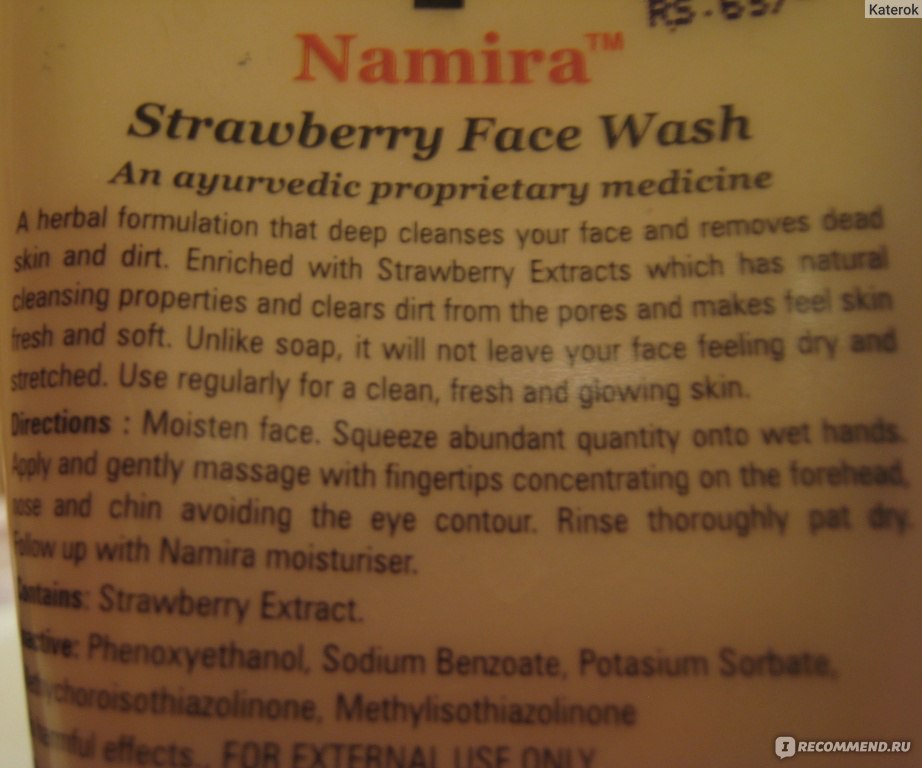 Katerok
RS.
Namira™
Strawberry Face Wash
An ayurvedic proprietary medicine
A herbal formulation that deep cleanses your face and removes dead
skin and dirt. Enriched with Strawberry Extracts which has natural
cleansing properties and clears dirt from the pores and makes feel skin
fresh and soft. Unlike soap, it will not leave your face feeling dry and
stretched. Use regularly for a clean, fresh and glowing skin.
Directions : Moisten face. Squeeze abundant quantity onto wet hands.
Apply and gently massage with fingertips concentrating on the forehead,
nose and chin avoiding the eye contour. Rinse thoroughly pat dry.
Follow up with Namira moisturiser.
Contains: Strawberry Extract.
Phenoxyethanol, Sodium Benzoate, Potasium Sorbate,
Methylisothiazolinone
effects.. FOR EXTERNAL USE ONLY
IRECOMMEND.RU